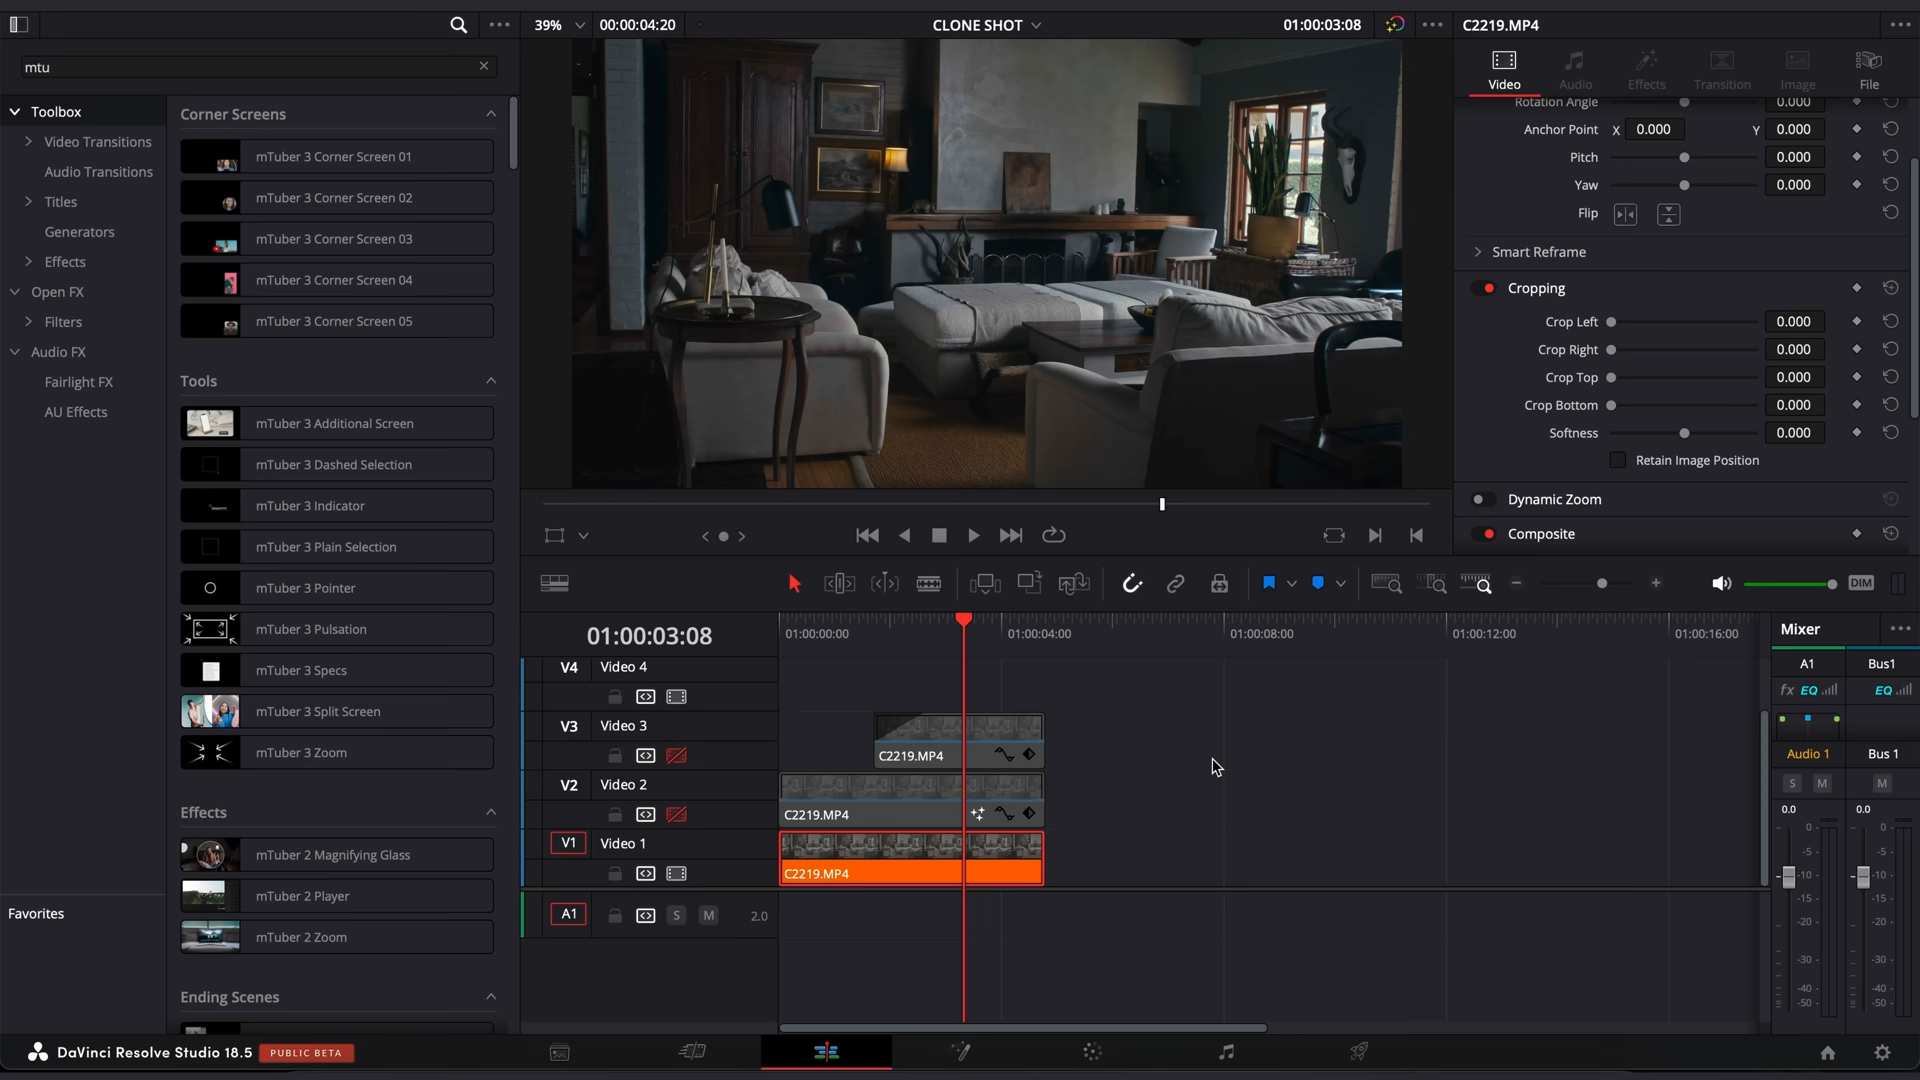 39%
00:00:04:20
CLONE SHOT
01:00:03:08
C2219.MP4
mtu
Toolbox
Video Transitions
Audio Transitions
Titles
Generators
Effects
Open FX
Filters
Audio FX
Fairlight FX
AU Effects
Favorites
Corner Screens
mTuber 3 Corner Screen 01
mTuber 3 Corner Screen 02
mTuber 3 Corner Screen 03
mTuber 3 Corner Screen 04
mTuber 3 Corner Screen 05
Tools
mTuber 3 Additional Screen
mTuber 3 Dashed Selection
mTuber 3 Indicator
mTuber 3 Plain Selection
mTuber 3 Pointer
mTuber 3 Pulsation
mTuber 3 Specs
mTuber 3 Split Screen
mTuber 3 Zoom
Effects
mTuber 2 Magnifying Glass
mTuber 2 Player
mTuber 2 Zoom
Ending Scenes
Video
Audio
Effects
Transition
Image
File
Rotation Angle 0.000
Anchor Point X 0.000 Y 0.000
Pitch 0.000
Yaw 0.000
Flip
Smart Reframe
Cropping
Crop Left 0.000
Crop Right 0.000
Crop Top 0.000
Crop Bottom 0.000
Softness 0.000
Retain Image Position
Dynamic Zoom
Composite
DIM
01:00:03:08
01:00:00:00
01:00:04:00
01:00:08:00
01:00:12:00
01:00:16:00
V4 Video 4
V3 Video 3
C2219.MP4
V2 Video 2
C2219.MP4
V1 Video 1
C2219.MP4
A1 S M 2.0
Mixer
A1 Bus1
fx EQ EQ
Audio 1 Bus 1
S M M
0.0 0.0
0 0
-5 -5
-10 -10
-15 -15
-20 -20
-30 -30
-40 -40
-50 -50
DaVinci Resolve Studio 18.5 PUBLIC BETA